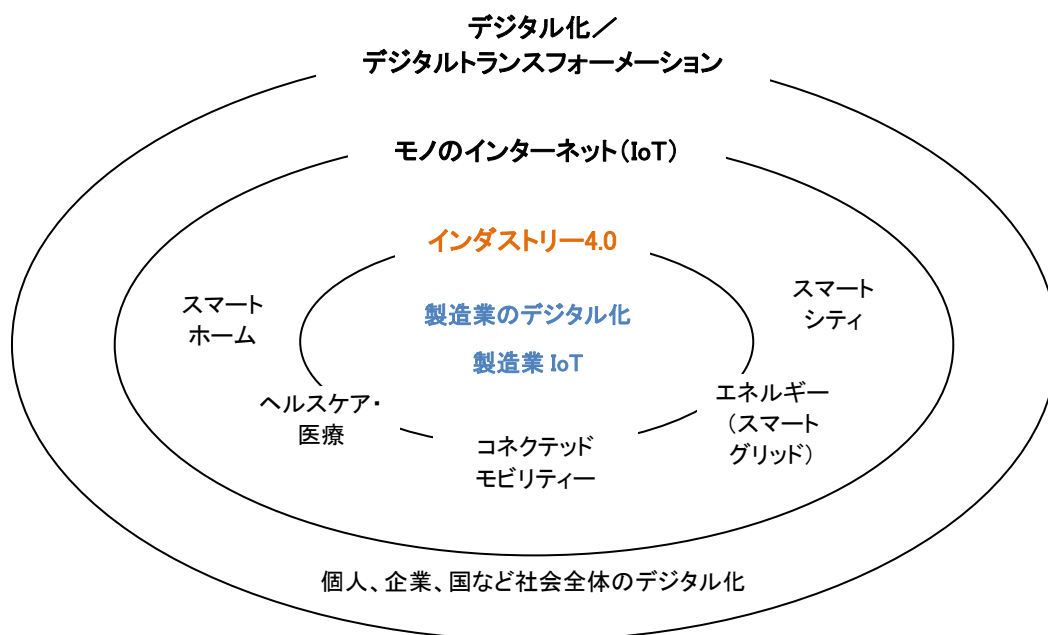 デジタル化／
デジタルトランスフォーメーション
モノのインターネット（IoT）
インダストリー4.0
製造業のデジタル化
製造業 IoT
スマート
ホーム
スマート
シティ
ヘルスケア・
医療
コネクテッド
モビリティー
エネルギー
（スマート
グリッド）
個人、企業、国など社会全体のデジタル化